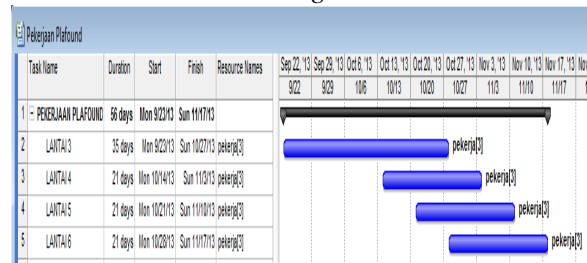 Pekerjaan Plafound
Task Name Duration Start Finish Resource Names Sep 22, '13 Sep 29, '13 Oct 6, '13 Oct 13, '13 Oct 20, '13 Oct 27, '13 Nov 3, '13 Nov 10, '13 Nov 17, '13 Nov
9/22 9/29 10/6 10/13 10/20 10/27 11/3 11/10 11/17
1 PEKERJAAN PLAFOUND 56 days Mon 9/23/13 Sun 11/17/13
2 LANTAI 3 35 days Mon 9/23/13 Sun 10/27/13 pekerja[3] pekerja[3]
3 LANTAI 4 21 days Mon 10/14/13 Sun 11/3/13 pekerja[3] pekerja[3]
4 LANTAI 5 21 days Mon 10/21/13 Sun 11/10/13 pekerja[3] pekerja[3]
5 LANTAI 6 21 days Mon 10/28/13 Sun 11/17/13 pekerja[3] pekerja[3]